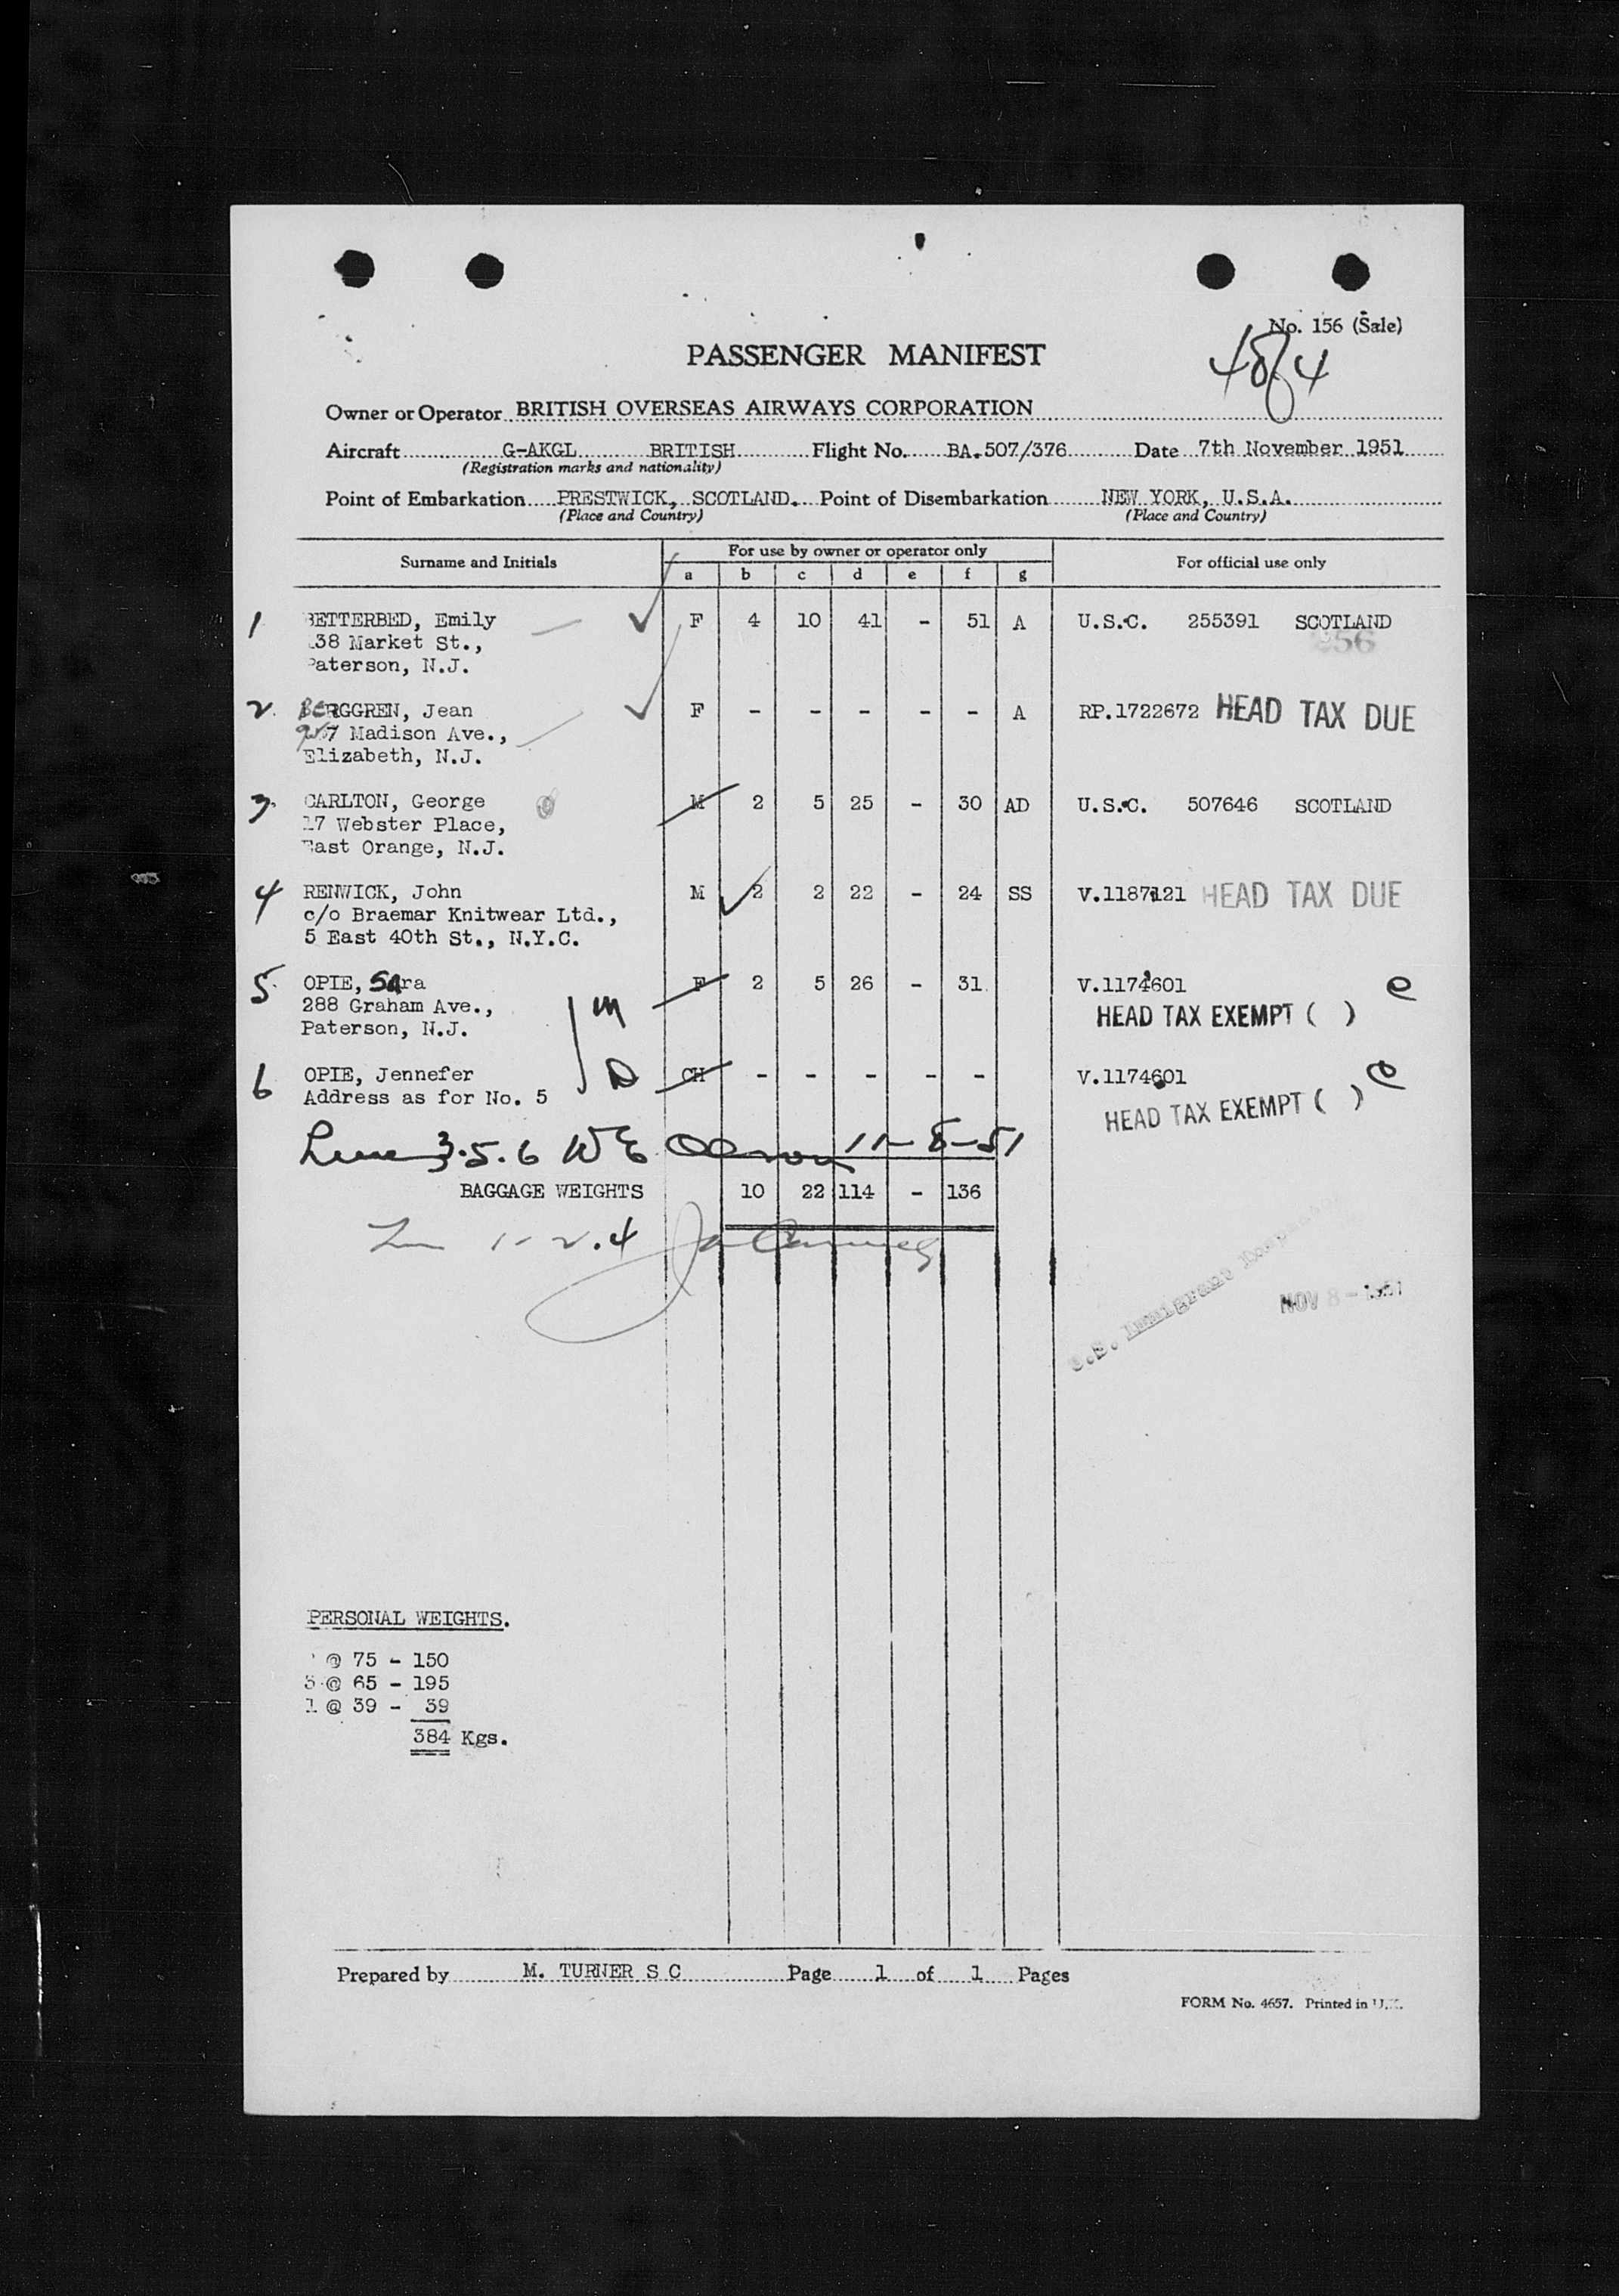 No. 156 (Sale)
PASSENGER MANIFEST
Owner or Operator BRITISH OVERSEAS AIRWAYS CORPORATION
Aircraft G-AKGL BRITISH Flight No. BA.507/376 Date 7th November 1951
(Registration marks and nationality)
Point of Embarkation PRESTWICK, SCOTLAND. Point of Disembarkation NEW YORK, U.S.A.
(Place and Country) (Place and Country)
Surname and Initials For use by owner or operator only For official use only
a b c d e f g
1 BETTERBED, Emily F 4 10 41 - 51 A U.S.C. 255391 SCOTLAND
38 Market St.,
Paterson, N.J.
2. BERGGREN, Jean F - - - - - A RP.1722672 HEAD TAX DUE
Madison Ave.,
Elizabeth, N.J.
3. CARLTON, George M 2 5 25 - 30 AD U.S.C. 507646 SCOTLAND
17 Webster Place,
East Orange, N.J.
4 RENWICK, John M 2 2 22 - 24 SS V.1187121 HEAD TAX DUE
c/o Braemar Knitwear Ltd.,
5 East 40th St., N.Y.C.
5. OPIE, Sara F 2 5 26 - 31 V.1174601 e
288 Graham Ave., m HEAD TAX EXEMPT ( )
Paterson, N.J.
6 OPIE, Jennefer D CH - - - - - V.1174601 e
Address as for No. 5 HEAD TAX EXEMPT ( )
3.5.6 11-8-51
BAGGAGE WEIGHTS 10 22 114 - 136
1-2.4
NOV 8 - 1951
PERSONAL WEIGHTS.
@ 75 - 150
3 @ 65 - 195
1 @ 39 - 39
384 Kgs.
Prepared by M. TURNER S C Page 1 of 1 Pages
FORM No. 4657. Printed in U.K.